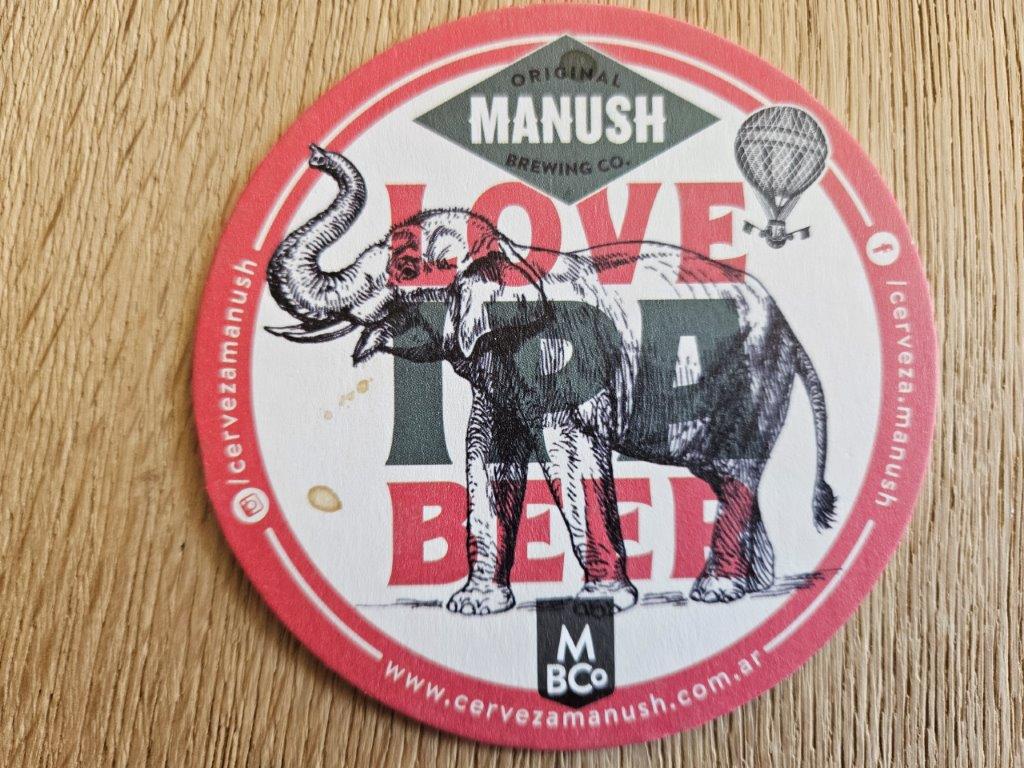 ORIGINAL
MANUSH
BREWING CO.
LOVE
IPA
BEER
M
BCo
|cervezamanush
f |cerveza.manush
www.cervezamanush.com.ar